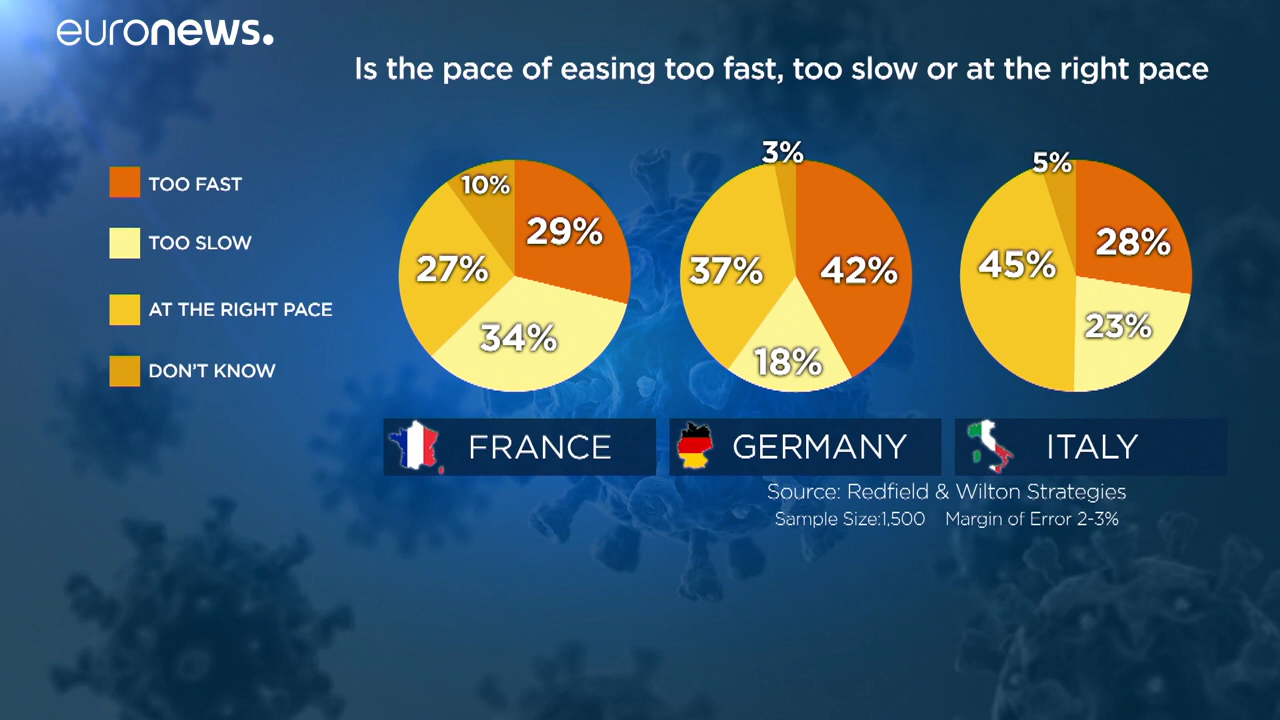 euronews.
Is the pace of easing too fast, too slow or at the right pace
TOO FAST
TOO SLOW
AT THE RIGHT PACE
DON'T KNOW
10%
29%
27%
34%
3%
37%
42%
18%
5%
28%
45%
23%
FRANCE
GERMANY
ITALY
Source: Redfield & Wilton Strategies
Sample Size:1,500 Margin of Error 2-3%